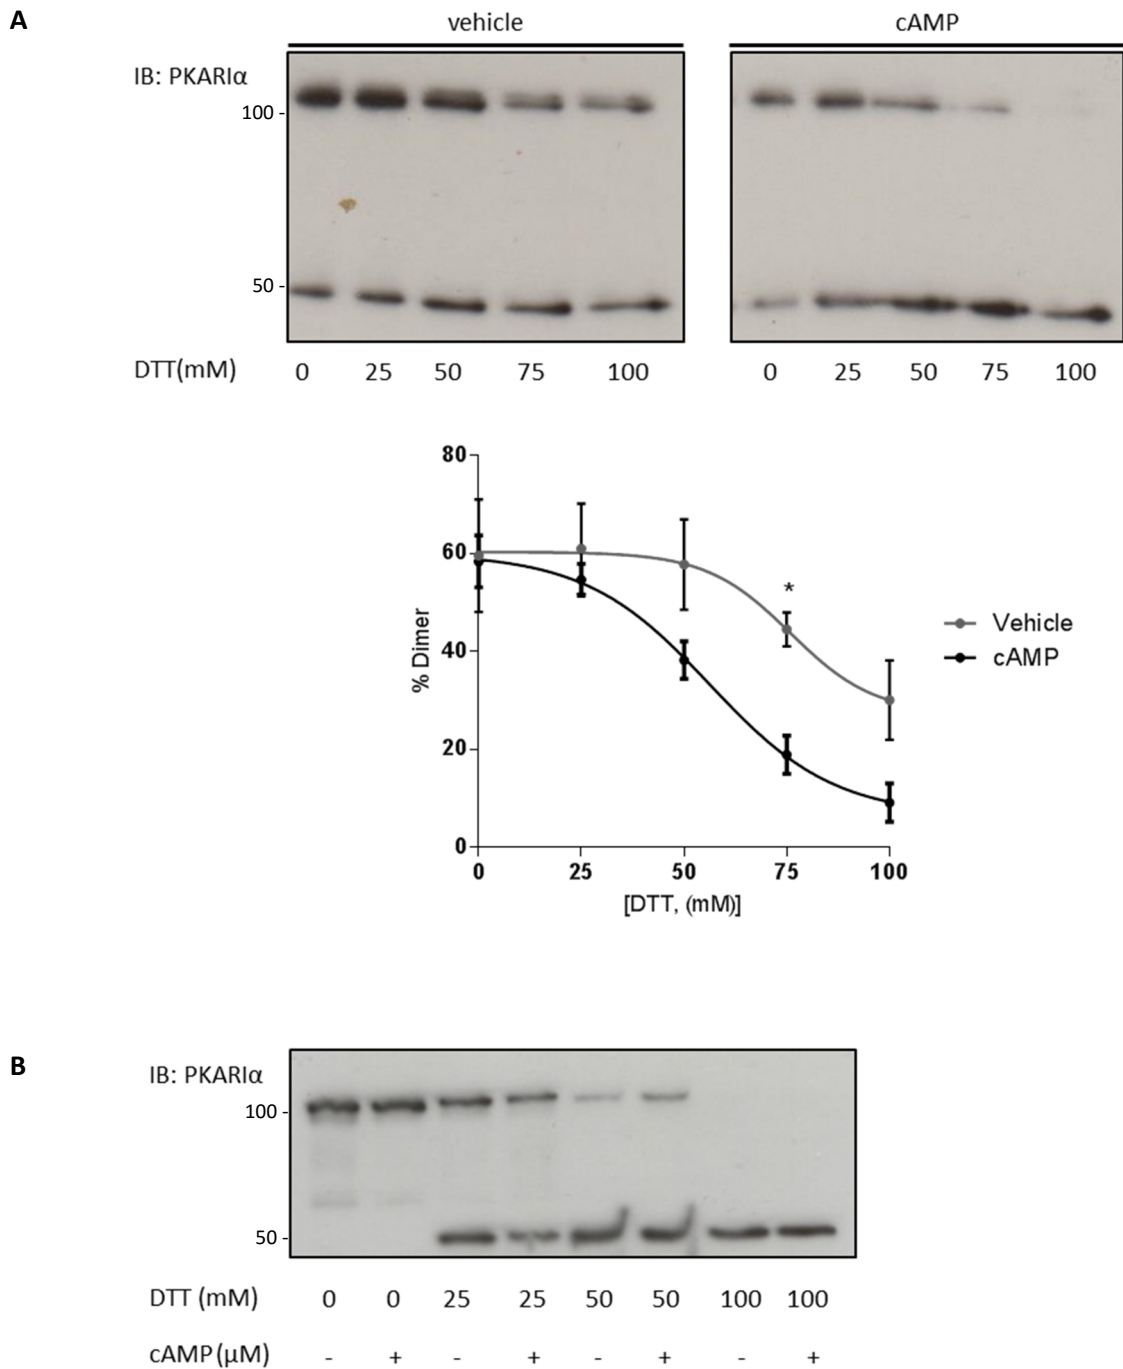 A
vehicle
cAMP
IB: PKARIα
100 -
50 -
DTT(mM)
0 25 50 75 100
0 25 50 75 100
80
60
40
20
0
% Dimer
*
Vehicle
cAMP
0 25 50 75 100
[DTT, (mM)]
B
IB: PKARIα
100 -
50 -
DTT (mM) 0 0 25 25 50 50 100 100
cAMP (μM) - + - + - + - +